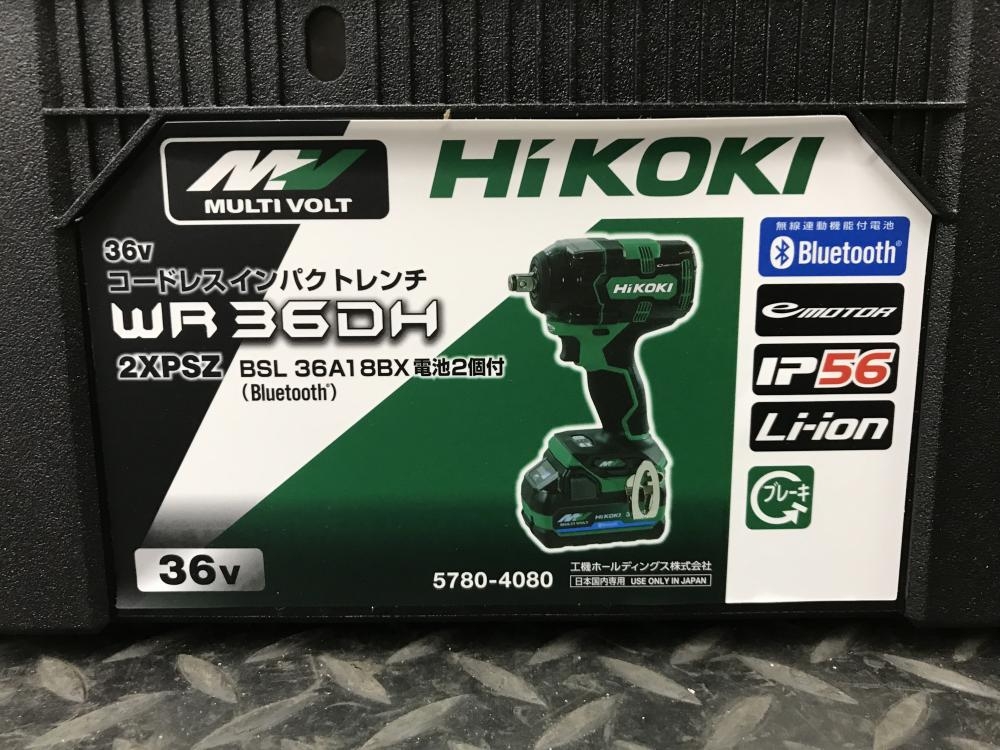 MV
MULTI VOLT
HiKOKI
36V
コードレスインパクトレンチ
WR 36DH
2XPSZ BSL 36A18BX 電池2個付
(Bluetooth®)
無線連動機能付電池
Bluetooth®
eMOTOR
IP56
Li-ion
ブレーキ
HiKOKI
MV
MULTI VOLT
HiKOKI
36V
5780-4080
工機ホールディングス株式会社
日本国内専用 USE ONLY IN JAPAN